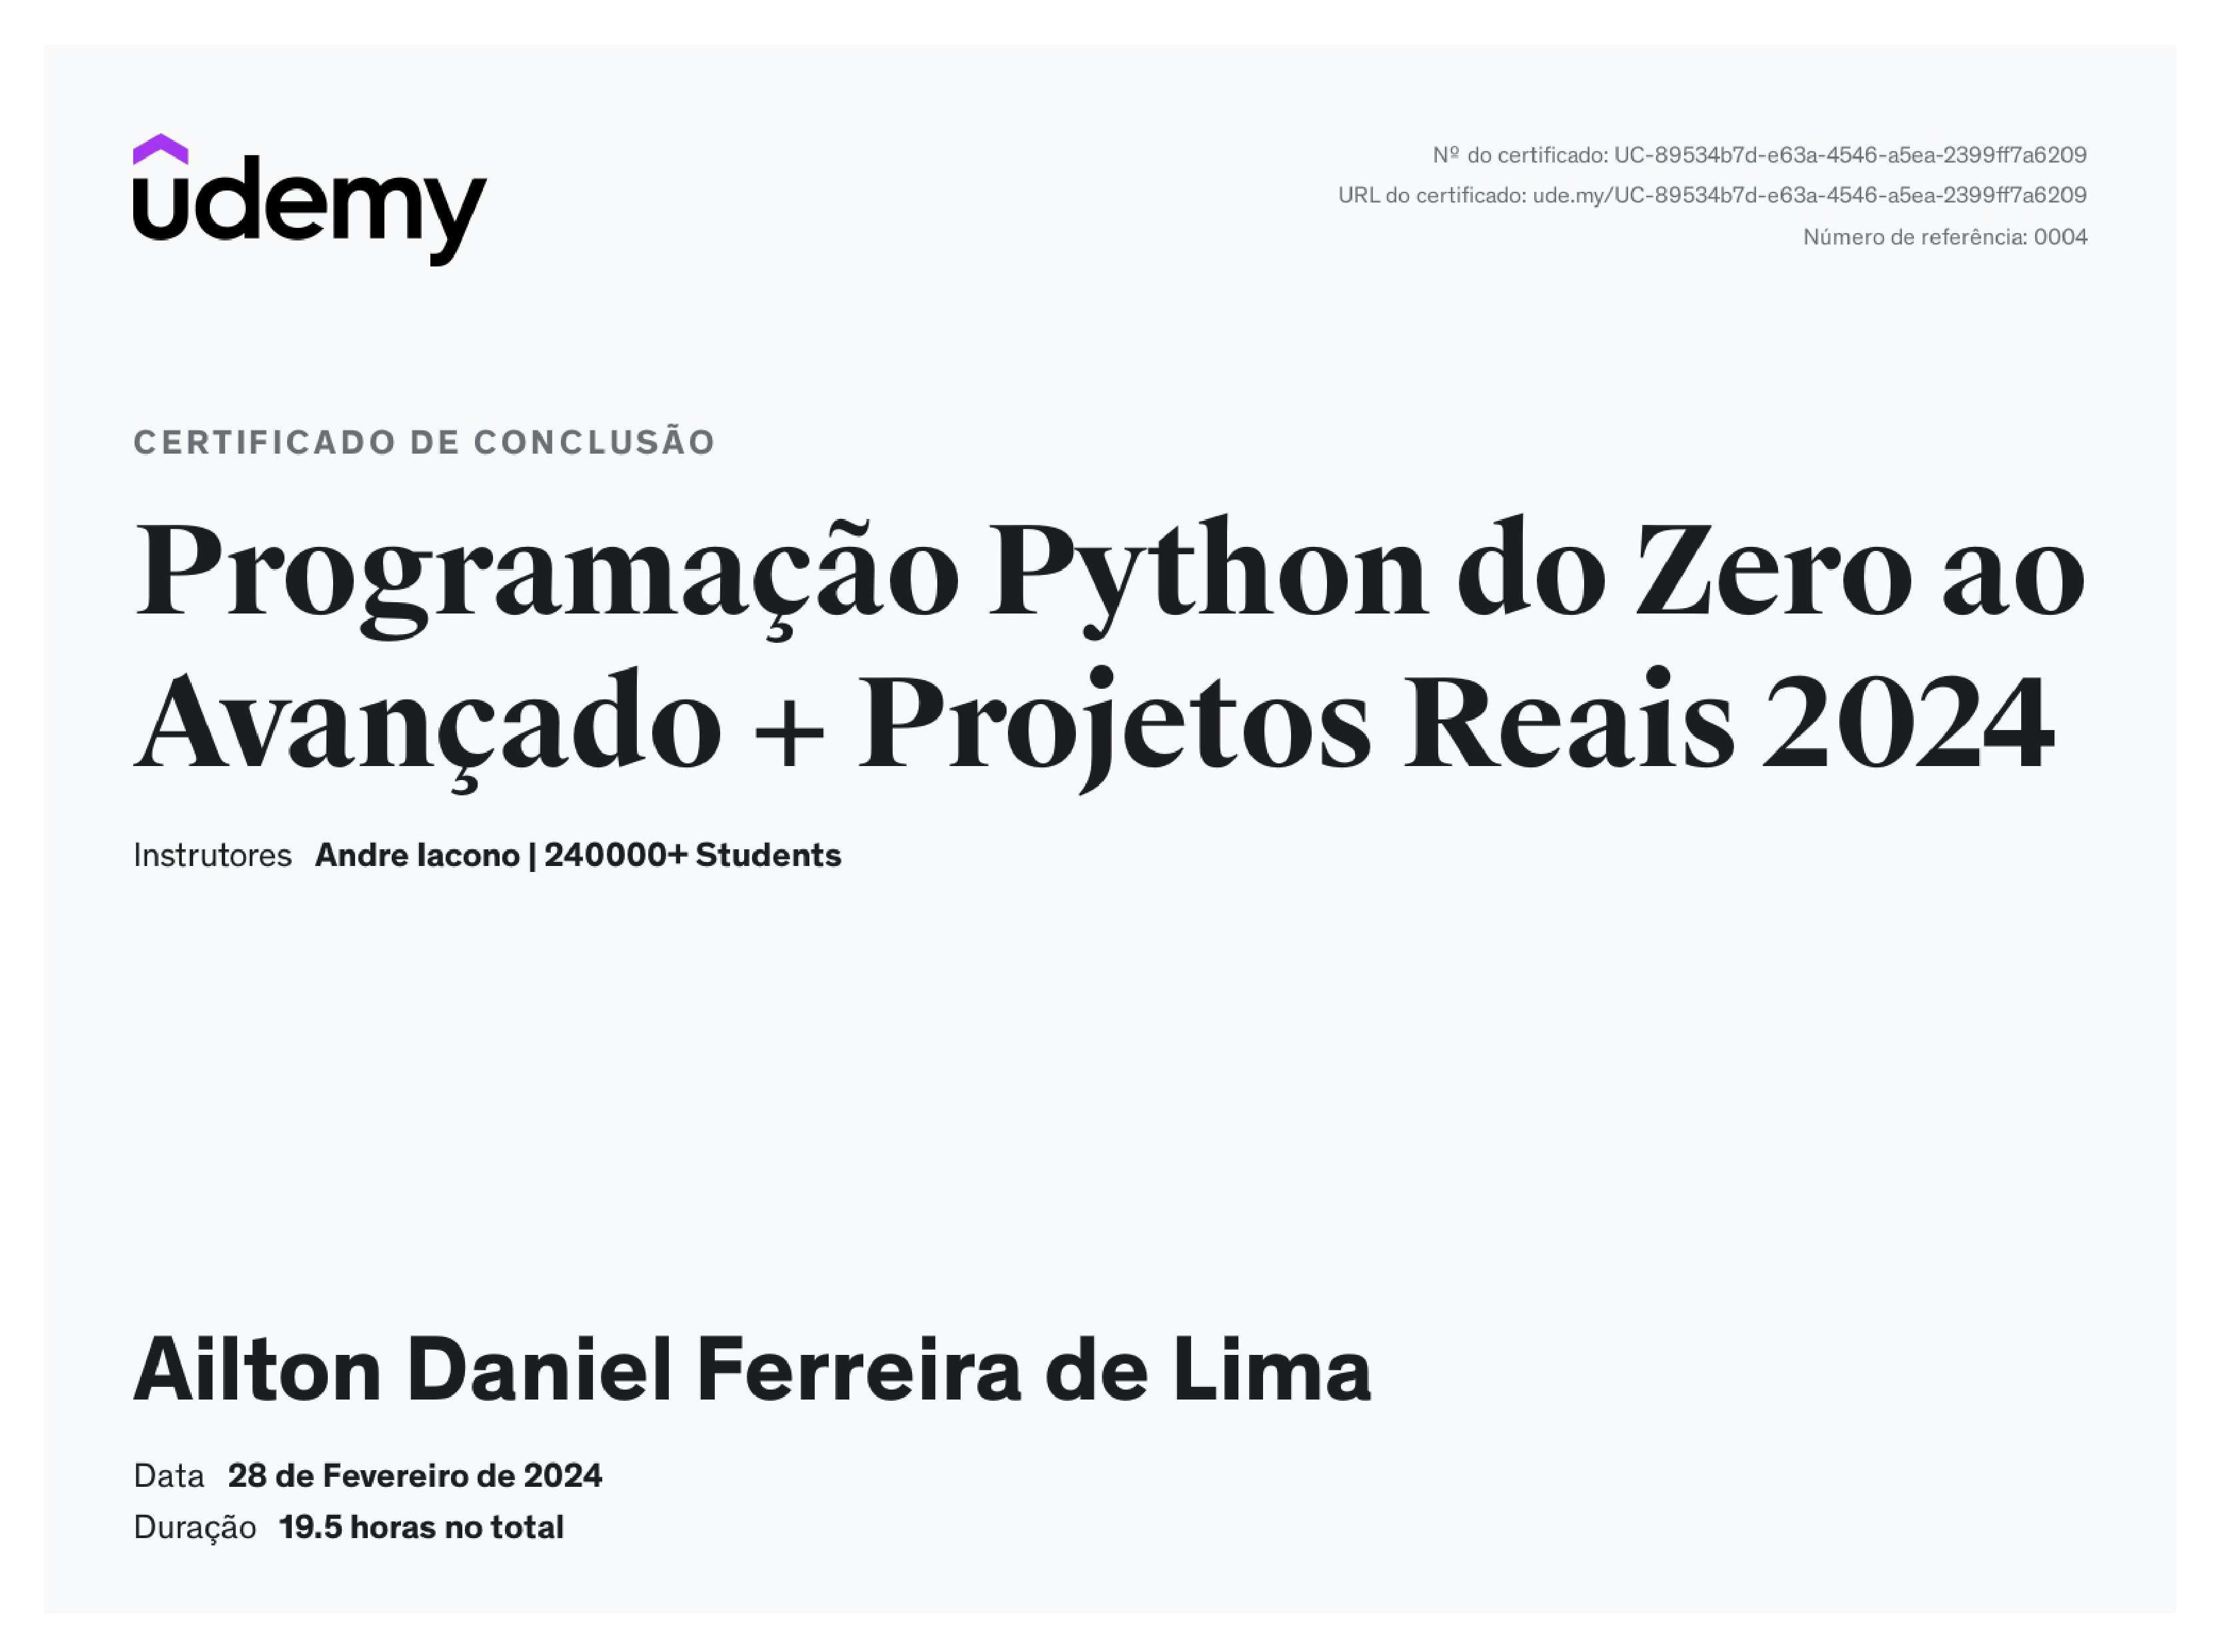 udemy
Nº do certificado: UC-89534b7d-e63a-4546-a5ea-2399ff7a6209
URL do certificado: ude.my/UC-89534b7d-e63a-4546-a5ea-2399ff7a6209
Número de referência: 0004
CERTIFICADO DE CONCLUSÃO
Programação Python do Zero ao
Avançado + Projetos Reais 2024
Instrutores Andre Iacono | 240000+ Students
Ailton Daniel Ferreira de Lima
Data 28 de Fevereiro de 2024
Duração 19.5 horas no total